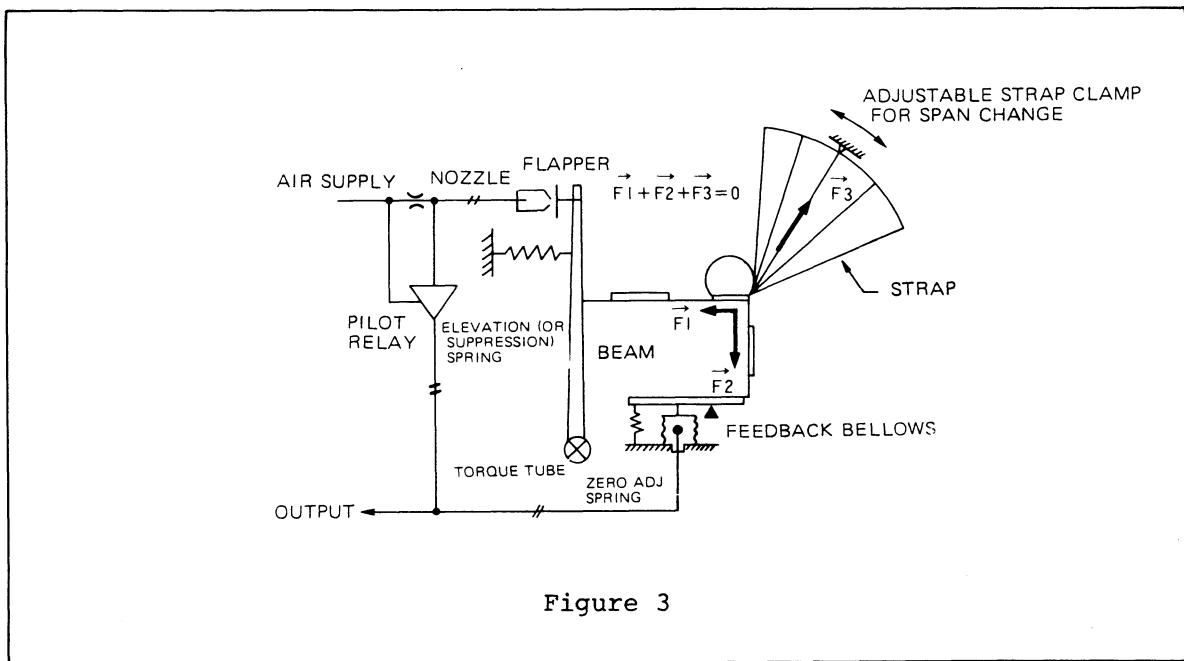 ADJUSTABLE STRAP CLAMP
FOR SPAN CHANGE
FLAPPER
AIR SUPPLY
NOZZLE
F1+F2+F3=0
F3
STRAP
PILOT
RELAY
ELEVATION (OR
SUPPRESSION)
SPRING
BEAM
F1
F2
FEEDBACK BELLOWS
TORQUE TUBE
ZERO ADJ
SPRING
OUTPUT
Figure 3